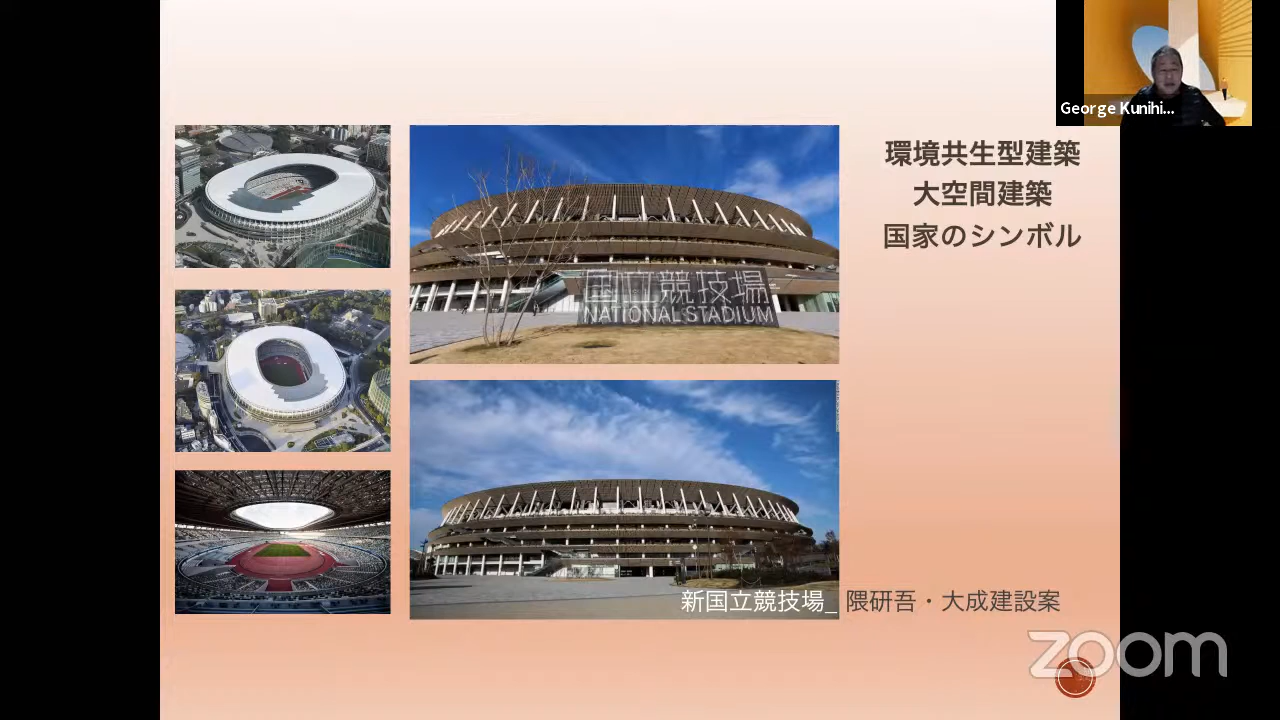 George Kunihi...
環境共生型建築
大空間建築
国家のシンボル
国立競技場
NATIONAL STADIUM
新国立競技場_ 隈研吾・大成建設案
zoom